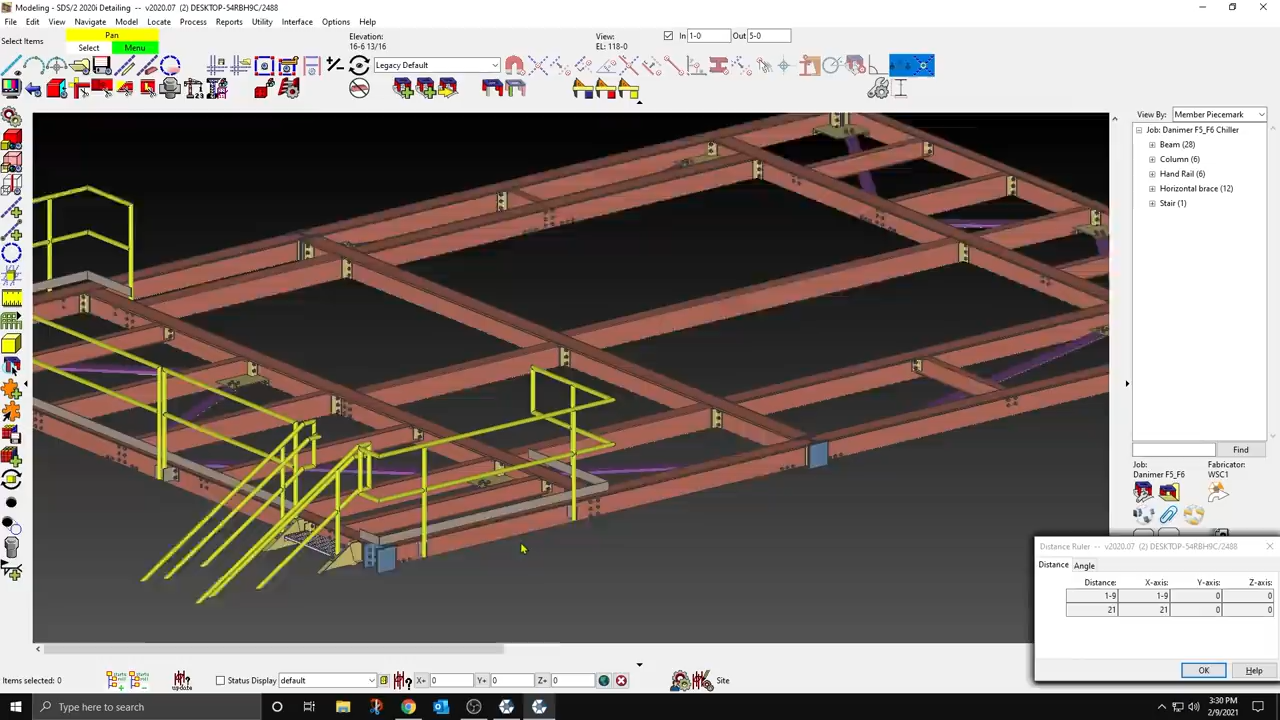 Modeling - SDS/2 2020i Detailing -- v2020.07 (2) DESKTOP-54RBH9C/2488
File Edit View Navigate Model Locate Process Reports Utility Interface Options Help
Select Items
Pan
Select Menu
Elevation:
16-6 13/16
View:
EL: 118-0
In 1-0 Out 5-0
Legacy Default
View By: Member Piecemark
Job: Danimer F5_F6 Chiller
Beam (28)
Column (6)
Hand Rail (6)
Horizontal brace (12)
Stair (1)
Find
Job: Fabricator:
Danimer F5_F6 WSC1
Distance Ruler -- v2020.07 (2) DESKTOP-54RBH9C/2488
Distance Angle
Distance: X-axis: Y-axis: Z-axis:
1-9 1-9 0 0
21 21 0 0
OK Help
Items selected: 0
update
Status Display default
X+ 0 Y+ 0 Z+ 0
Site
Type here to search
3:30 PM
2/9/2021